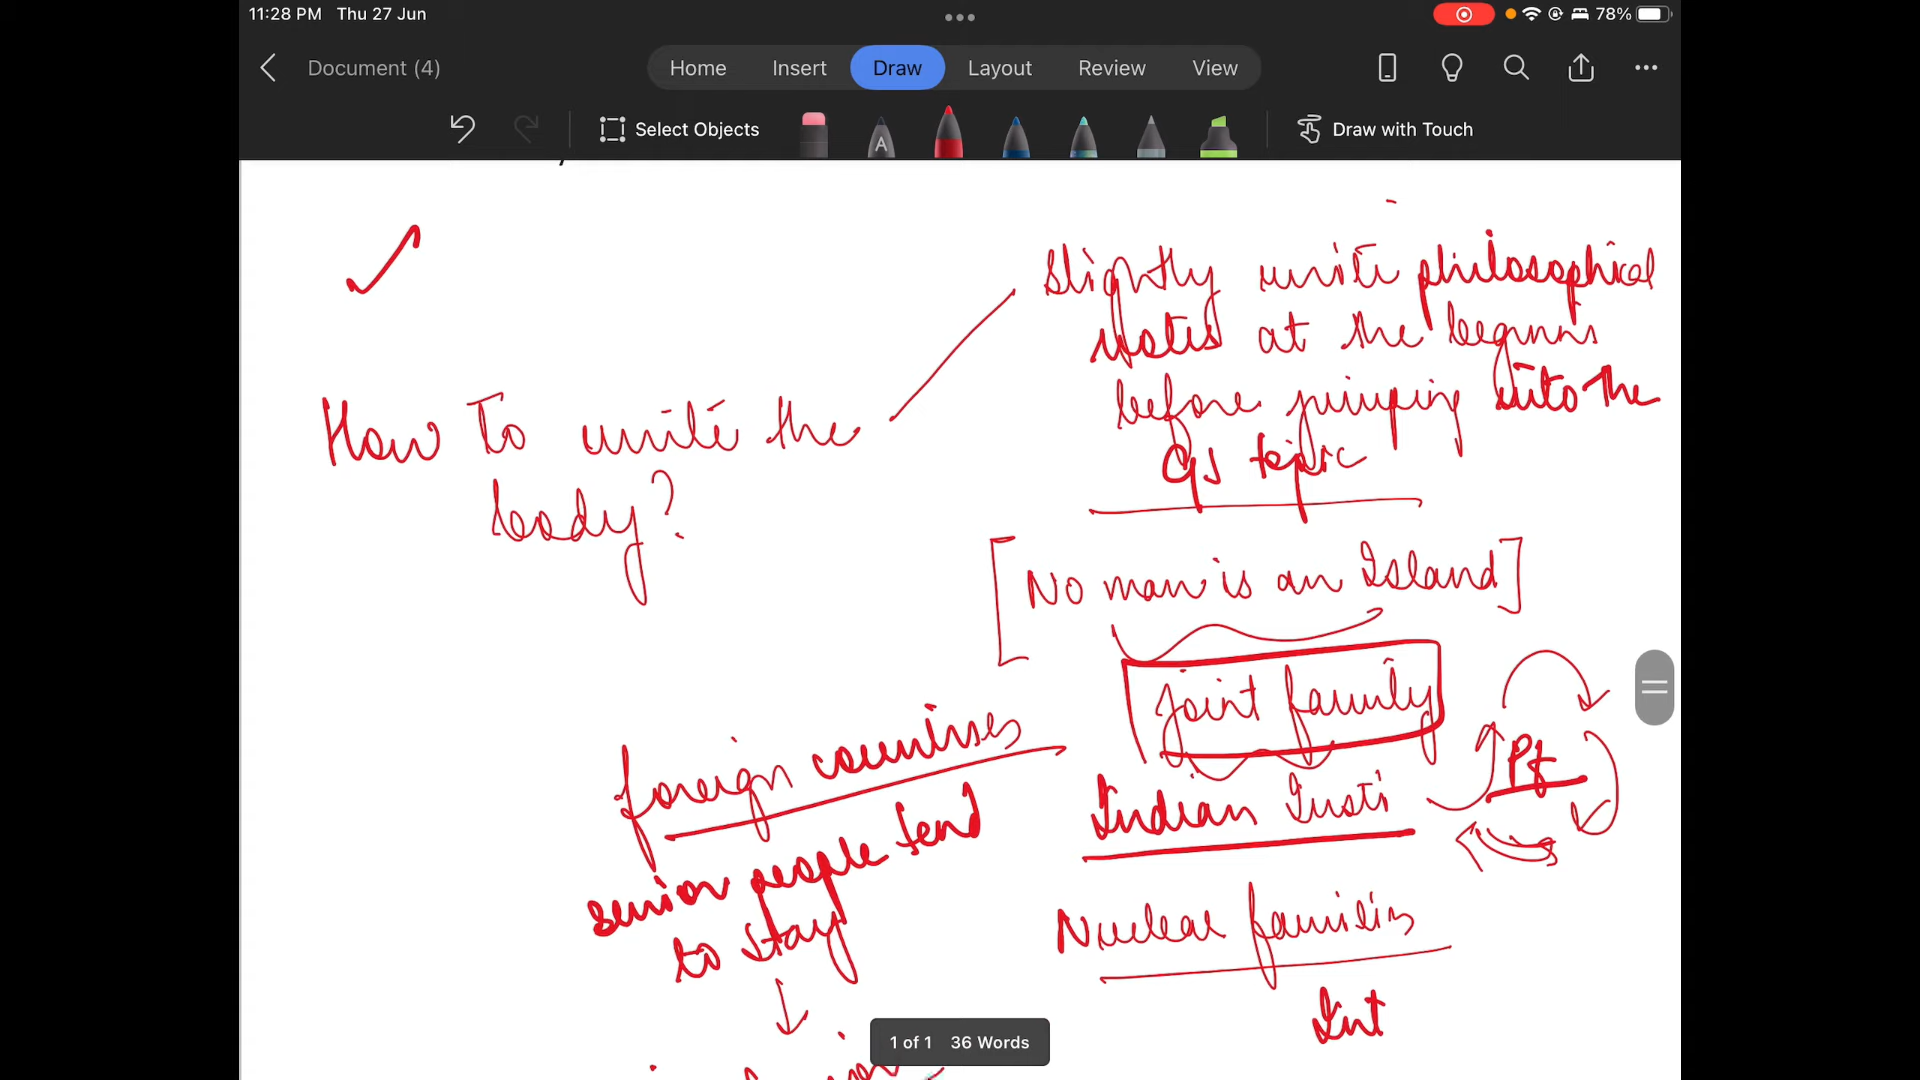 11:28 PM Thu 27 Jun
78%
Document (4)
Home Insert Draw Layout Review View
Select Objects
A
Draw with Touch
Slightly write philosophical
notes at the
before jumping into the
GS topic
How To write the
body?
[No man is an Island]
Joint family
foreign countries
Indian
senior people tend
to stay
Nuclear families
Int
1 of 1 36 Words